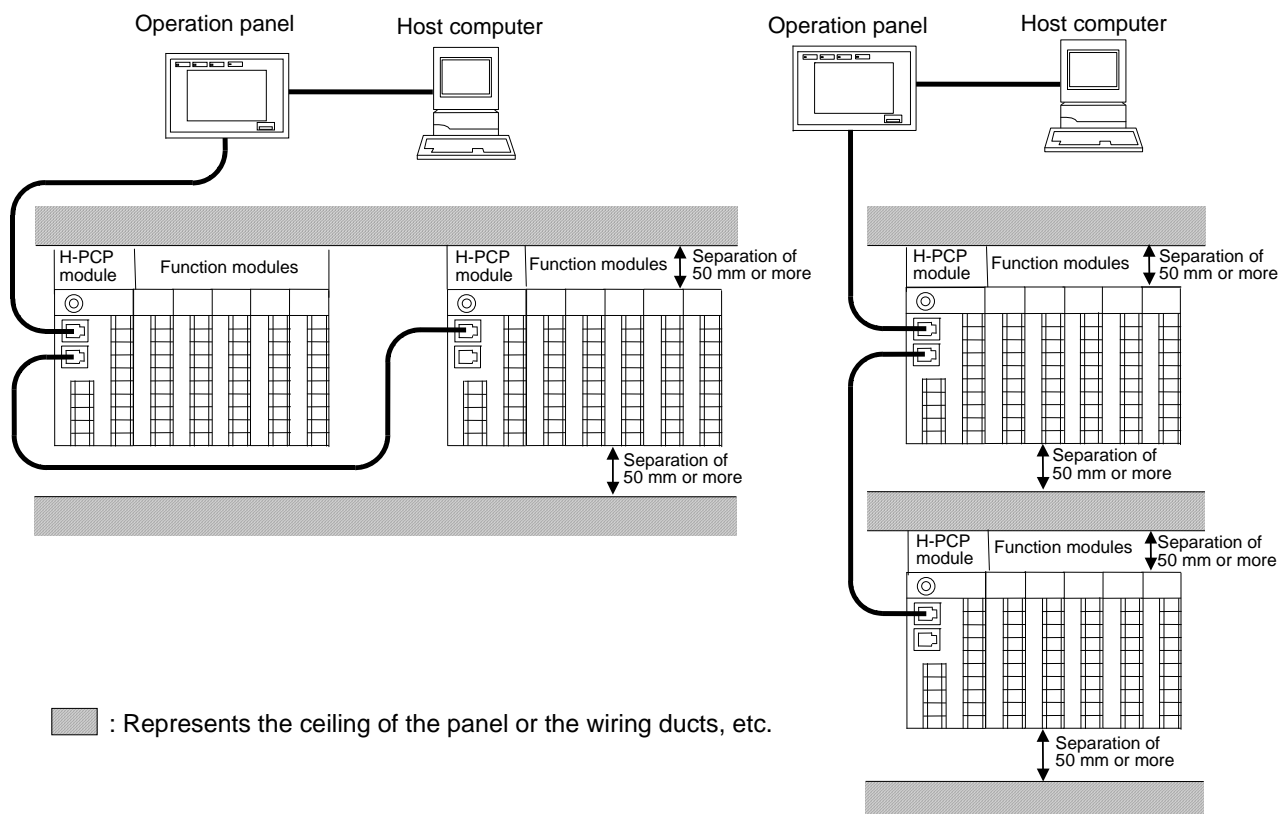 Operation panel
Host computer
H-PCP
module
Function modules
H-PCP
module
Function modules
Separation of
50 mm or more
Separation of
50 mm or more
Operation panel
Host computer
H-PCP
module
Function modules
Separation of
50 mm or more
Separation of
50 mm or more
H-PCP
module
Function modules
Separation of
50 mm or more
Separation of
50 mm or more
: Represents the ceiling of the panel or the wiring ducts, etc.